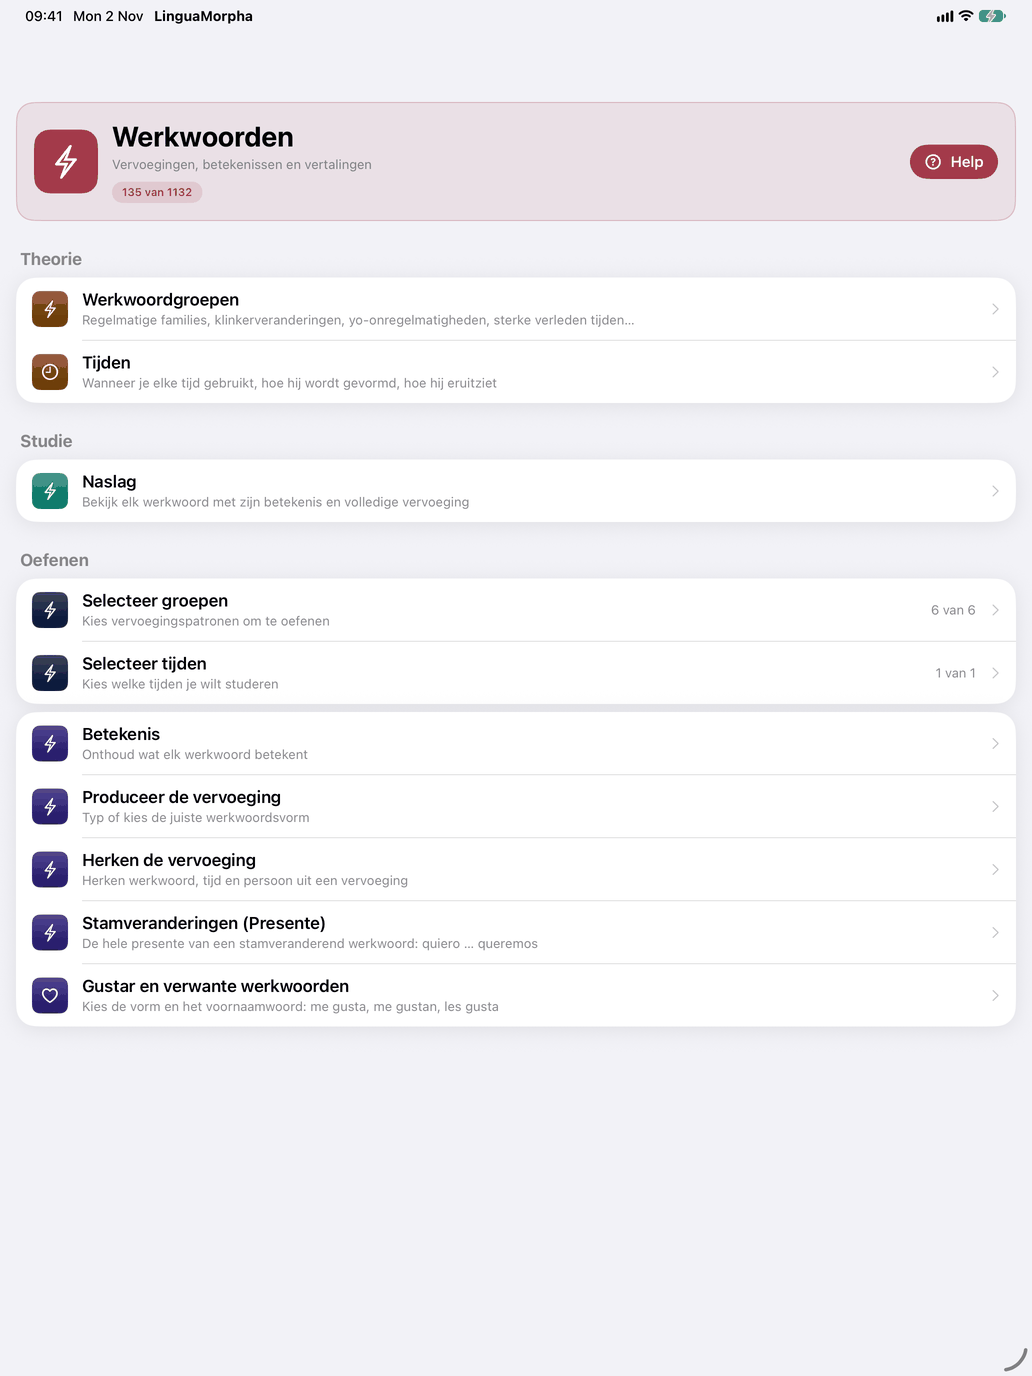 09:41 Mon 2 Nov LinguaMorpha
Werkwoorden
Vervoegingen, betekenissen en vertalingen
135 van 1132
Help
Theorie
Werkwoordgroepen
Regelmatige families, klinkerveranderingen, yo-onregelmatigheden, sterke verleden tijden...
Tijden
Wanneer je elke tijd gebruikt, hoe hij wordt gevormd, hoe hij eruitziet
Studie
Naslag
Bekijk elk werkwoord met zijn betekenis en volledige vervoeging
Oefenen
Selecteer groepen
Kies vervoegingspatronen om te oefenen
6 van 6
Selecteer tijden
Kies welke tijden je wilt studeren
1 van 1
Betekenis
Onthoud wat elk werkwoord betekent
Produceer de vervoeging
Typ of kies de juiste werkwoordsvorm
Herken de vervoeging
Herken werkwoord, tijd en persoon uit een vervoeging
Stamveranderingen (Presente)
De hele presente van een stamveranderend werkwoord: quiero ... queremos
Gustar en verwante werkwoorden
Kies de vorm en het voornaamwoord: me gusta, me gustan, les gusta